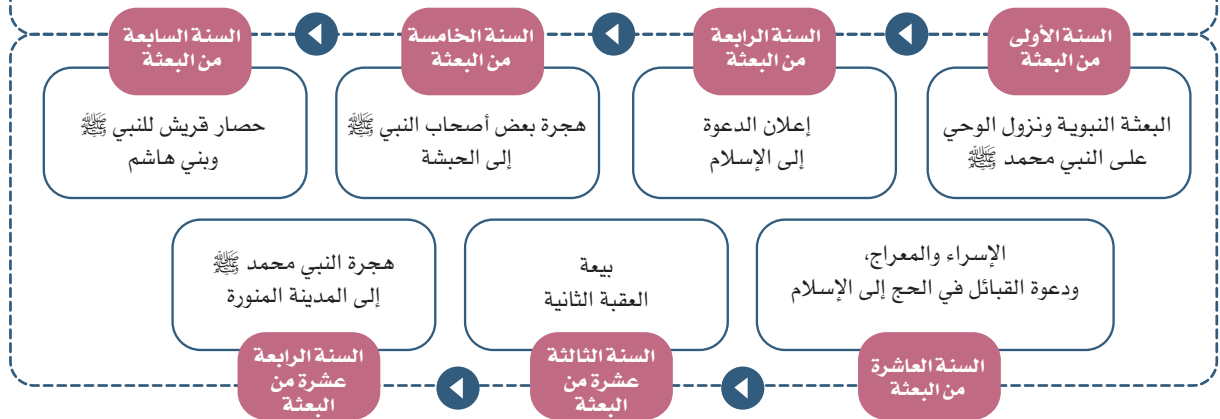 السنة الأولى
من البعثة
البعثة النبوية ونزول الوحي
على النبي محمد ﷺ
السنة الرابعة
من البعثة
إعلان الدعوة
إلى الإسلام
السنة الخامسة
من البعثة
هجرة بعض أصحاب النبي ﷺ
إلى الحبشة
السنة السابعة
من البعثة
حصار قريش للنبي ﷺ
وبني هاشم
الإسراء والمعراج،
ودعوة القبائل في الحج إلى الإسلام
السنة العاشرة
من البعثة
بيعة
العقبة الثانية
السنة الثالثة
عشرة من
البعثة
هجرة النبي محمد ﷺ
إلى المدينة المنورة
السنة الرابعة
عشرة من
البعثة